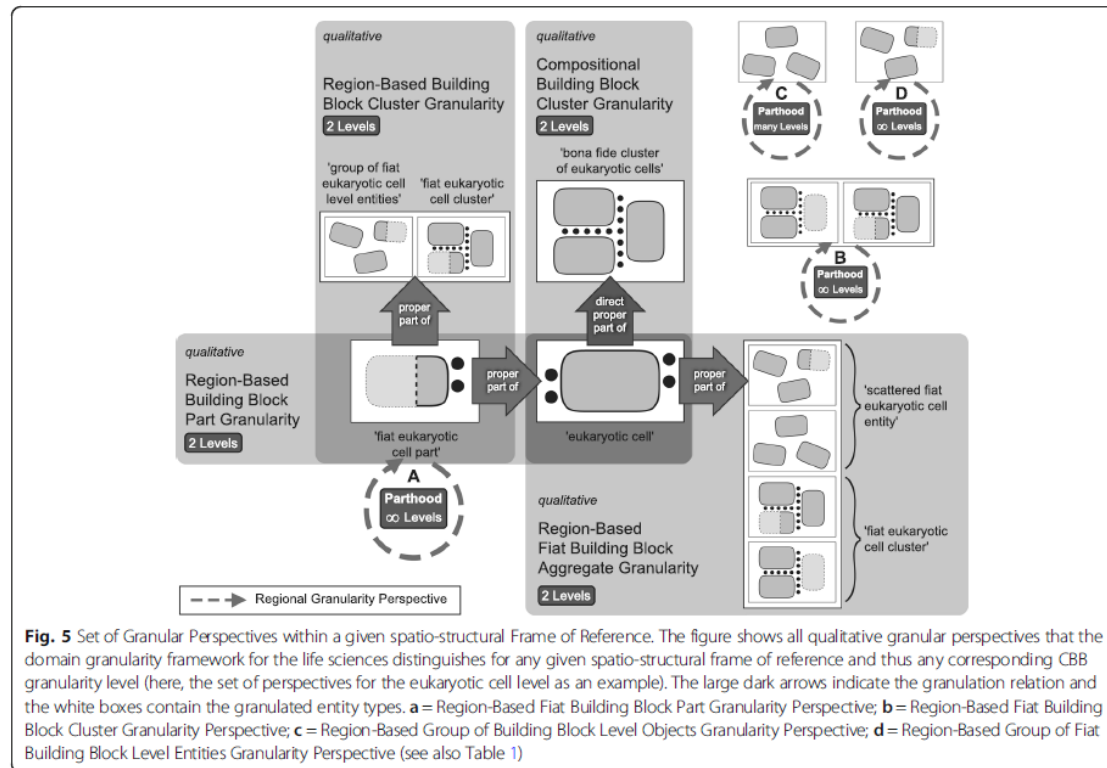 qualitative
Region-Based Building
Block Cluster Granularity
2 Levels
'group of fiat
eukaryotic cell
level entities'
'fiat eukaryotic
cell cluster'
qualitative
Compositional
Building Block
Cluster Granularity
2 Levels
'bona fide cluster
of eukaryotic cells'
C
Parthood
many Levels
D
Parthood
∞ Levels
B
Parthood
∞ Levels
proper
part of
direct
proper
part of
qualitative
Region-Based
Building Block
Part Granularity
2 Levels
proper
part of
proper
part of
'fiat eukaryotic
cell part'
'eukaryotic cell'
'scattered fiat
eukaryotic cell
entity'
A
Parthood
∞ Levels
qualitative
Region-Based
Fiat Building Block
Aggregate Granularity
2 Levels
'fiat eukaryotic
cell cluster'
Regional Granularity Perspective
Fig. 5 Set of Granular Perspectives within a given spatio-structural Frame of Reference. The figure shows all qualitative granular perspectives that the
domain granularity framework for the life sciences distinguishes for any given spatio-structural frame of reference and thus any corresponding CBB
granularity level (here, the set of perspectives for the eukaryotic cell level as an example). The large dark arrows indicate the granulation relation and
the white boxes contain the granulated entity types. a = Region-Based Fiat Building Block Part Granularity Perspective; b = Region-Based Fiat Building
Block Cluster Granularity Perspective; c = Region-Based Group of Building Block Level Objects Granularity Perspective; d = Region-Based Group of Fiat
Building Block Level Entities Granularity Perspective (see also Table 1)